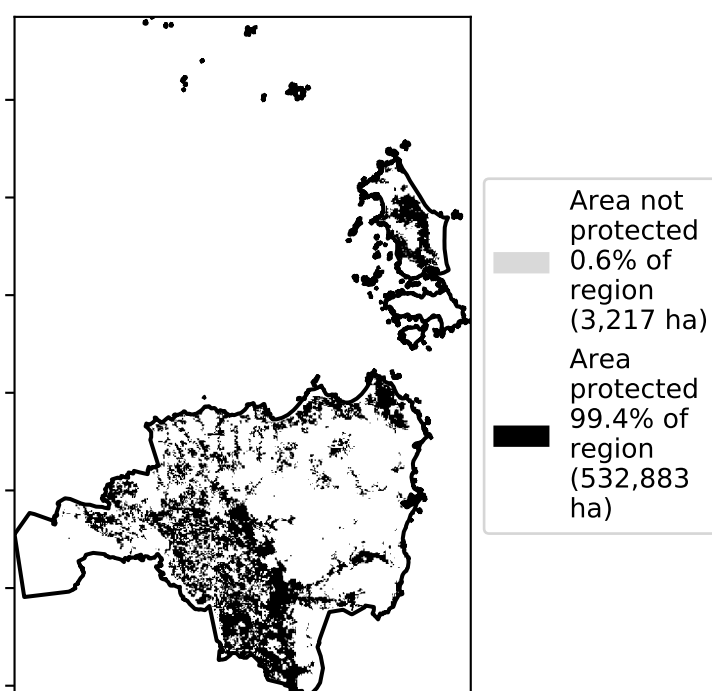 Area not
protected
0.6% of
region
(3,217 ha)
Area
protected
99.4% of
region
(532,883
ha)